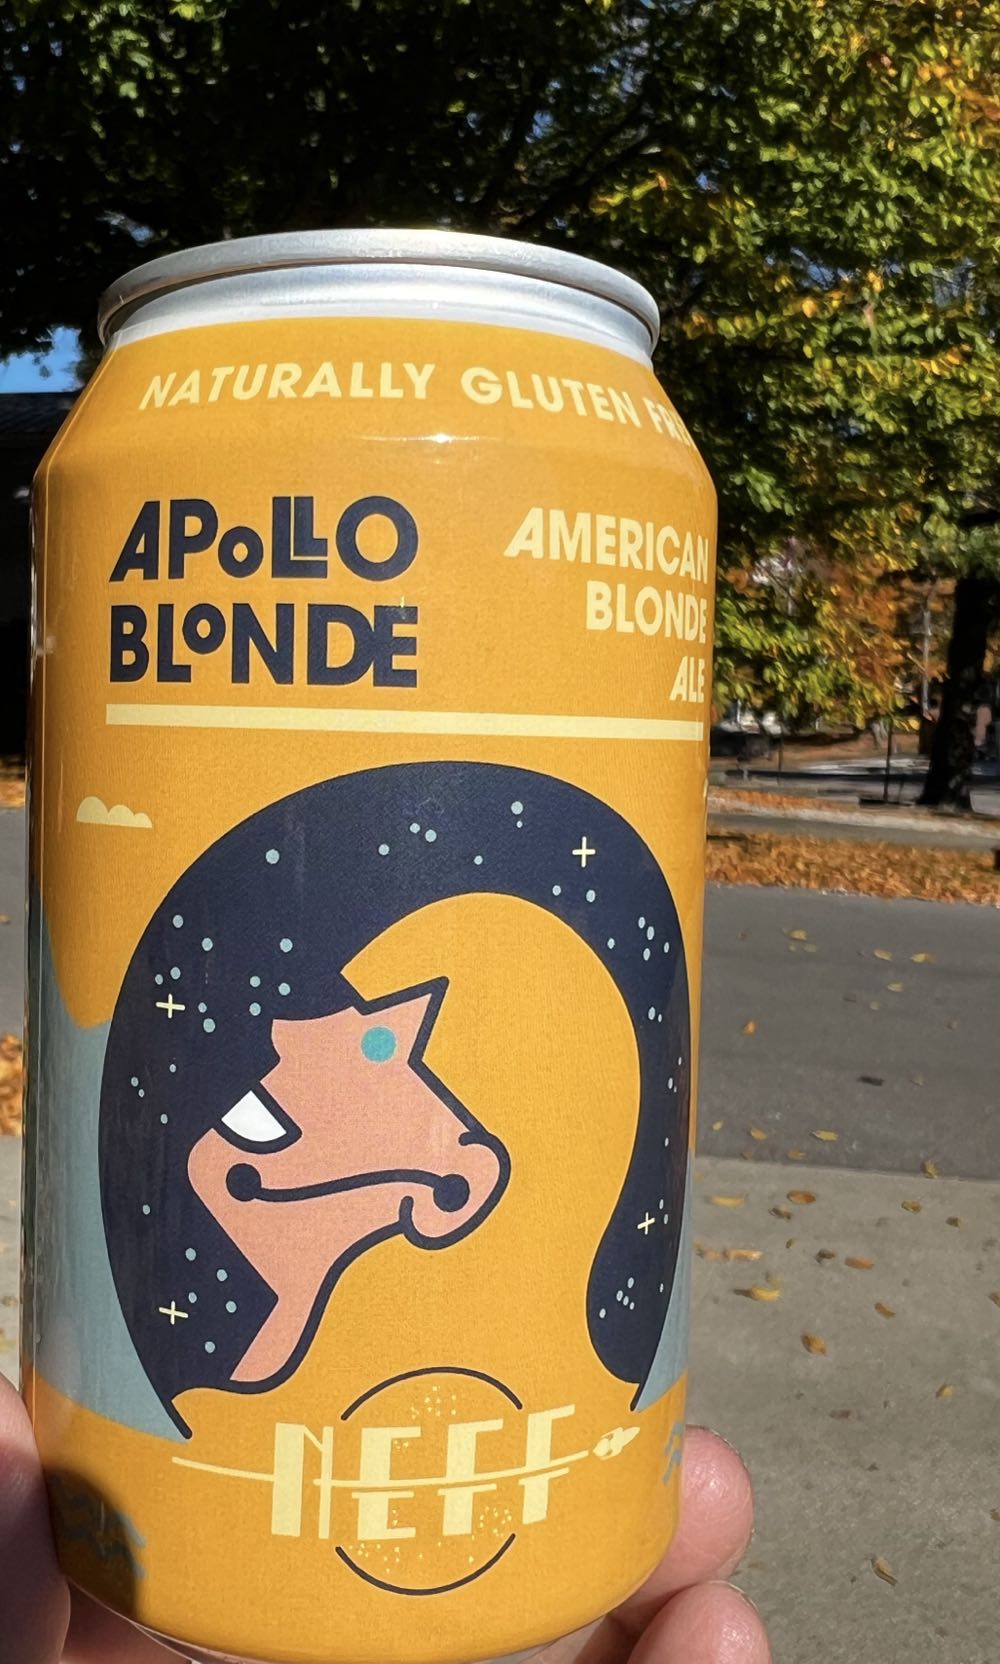 NATURALLY GLUTEN
APOLLO
BLONDE
AMERICAN
BLONDE
ALE
NEFF